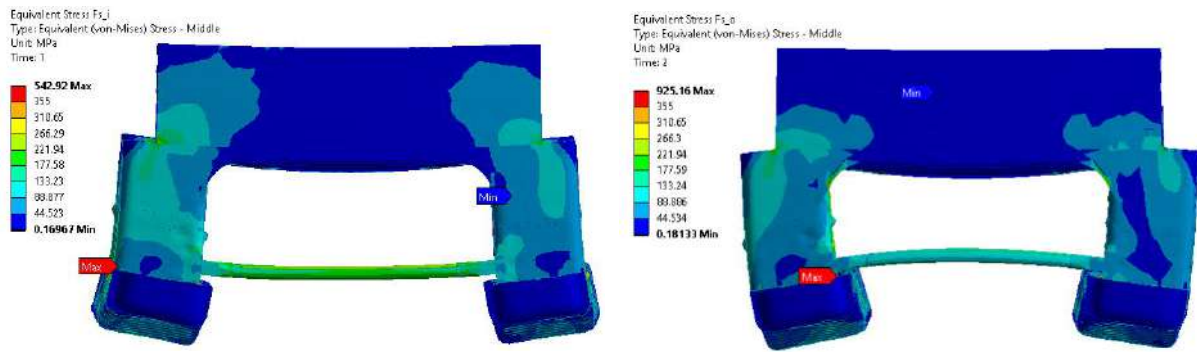 Equivalent Stress Fs_i
Type: Equivalent (von-Mises) Stress - Middle
Unit: MPa
Time: 1
542.92 Max
355
310.65
266.29
221.94
177.58
133.23
88.877
44.523
0.16967 Min
Max
Min
Equivalent Stress Fs_o
Type: Equivalent (von-Mises) Stress - Middle
Unit: MPa
Time: 2
925.16 Max
355
310.65
266.3
221.94
177.59
133.24
88.886
44.534
0.18133 Min
Min
Max